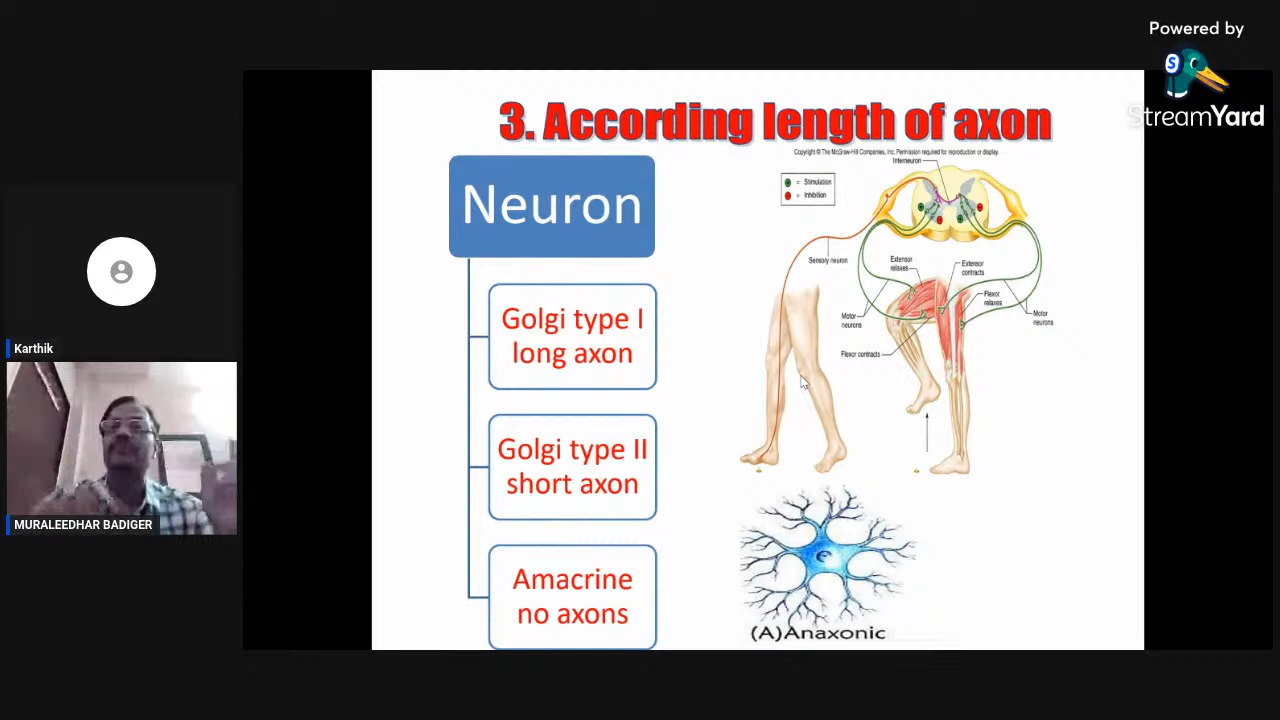 Powered by
StreamYard
3. According length of axon
Copyright © The McGraw-Hill Companies, Inc. Permission required for reproduction or display.
Interneuron
= Stimulation
= Inhibition
Neuron
Sensory neuron
Extensor
relaxes
Extensor
contracts
Flexor
relaxes
Motor
neurons
Motor
neurons
Flexor contracts
Golgi type I
long axon
Golgi type II
short axon
Amacrine
no axons
(A)Anaxonic
Karthik
MURALEEDHAR BADIGER